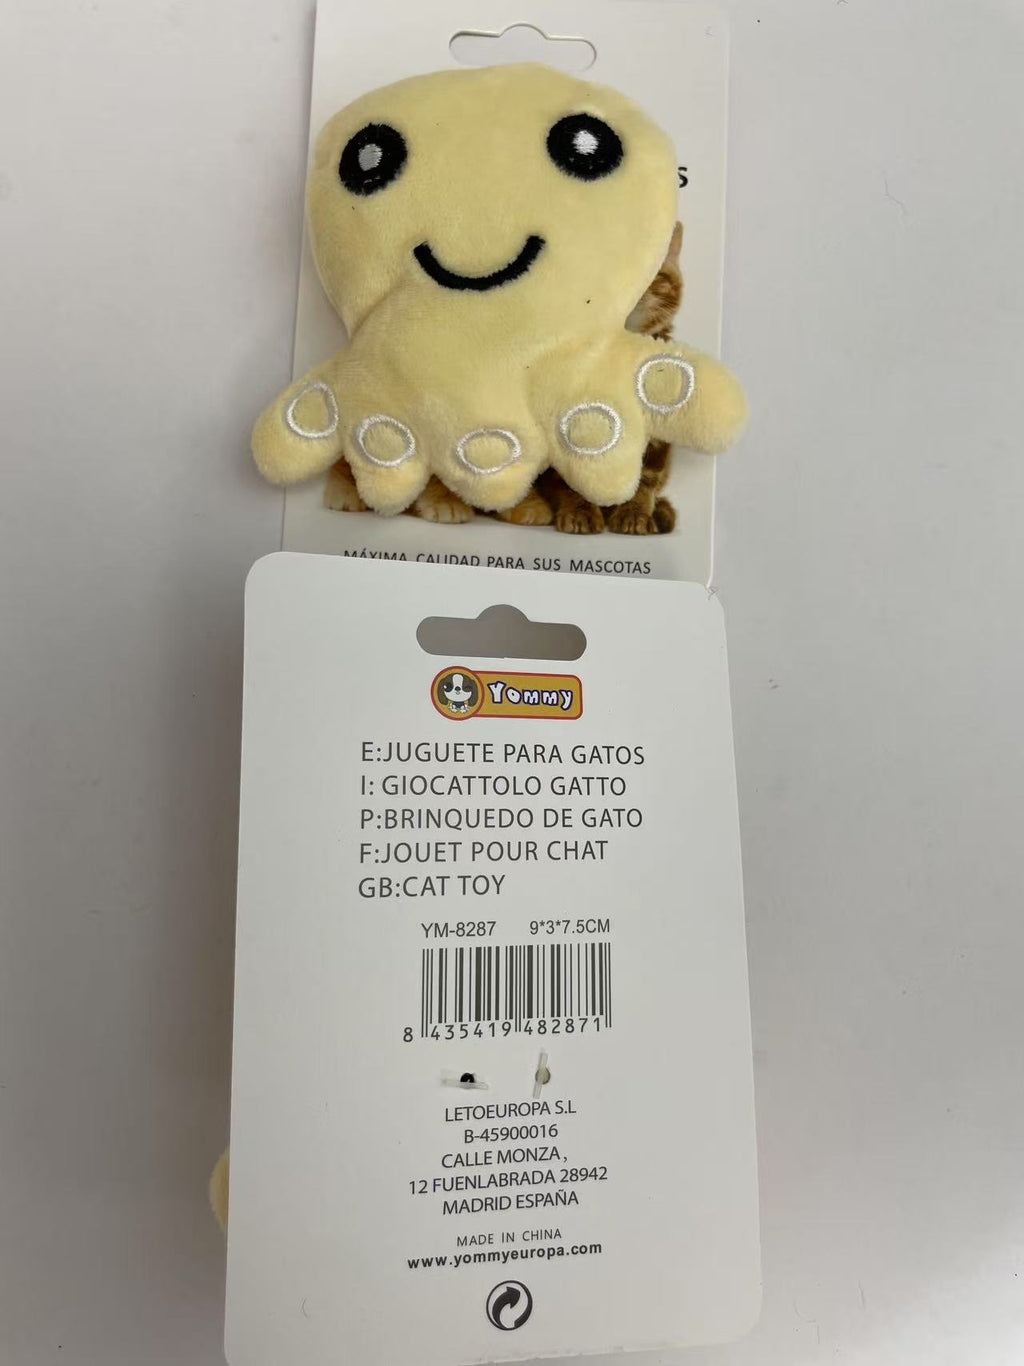 S
MÁXIMA CALIDAD PARA SUS MASCOTAS
Yommy
E:JUGUETE PARA GATOS
I: GIOCATTOLO GATTO
P:BRINQUEDO DE GATO
F:JOUET POUR CHAT
GB:CAT TOY
YM-8287 9*3*7.5CM
8 435419 482871
LETOEUROPA S.L
B-45900016
CALLE MONZA ,
12 FUENLABRADA 28942
MADRID ESPAÑA
MADE IN CHINA
www.yommyeuropa.com